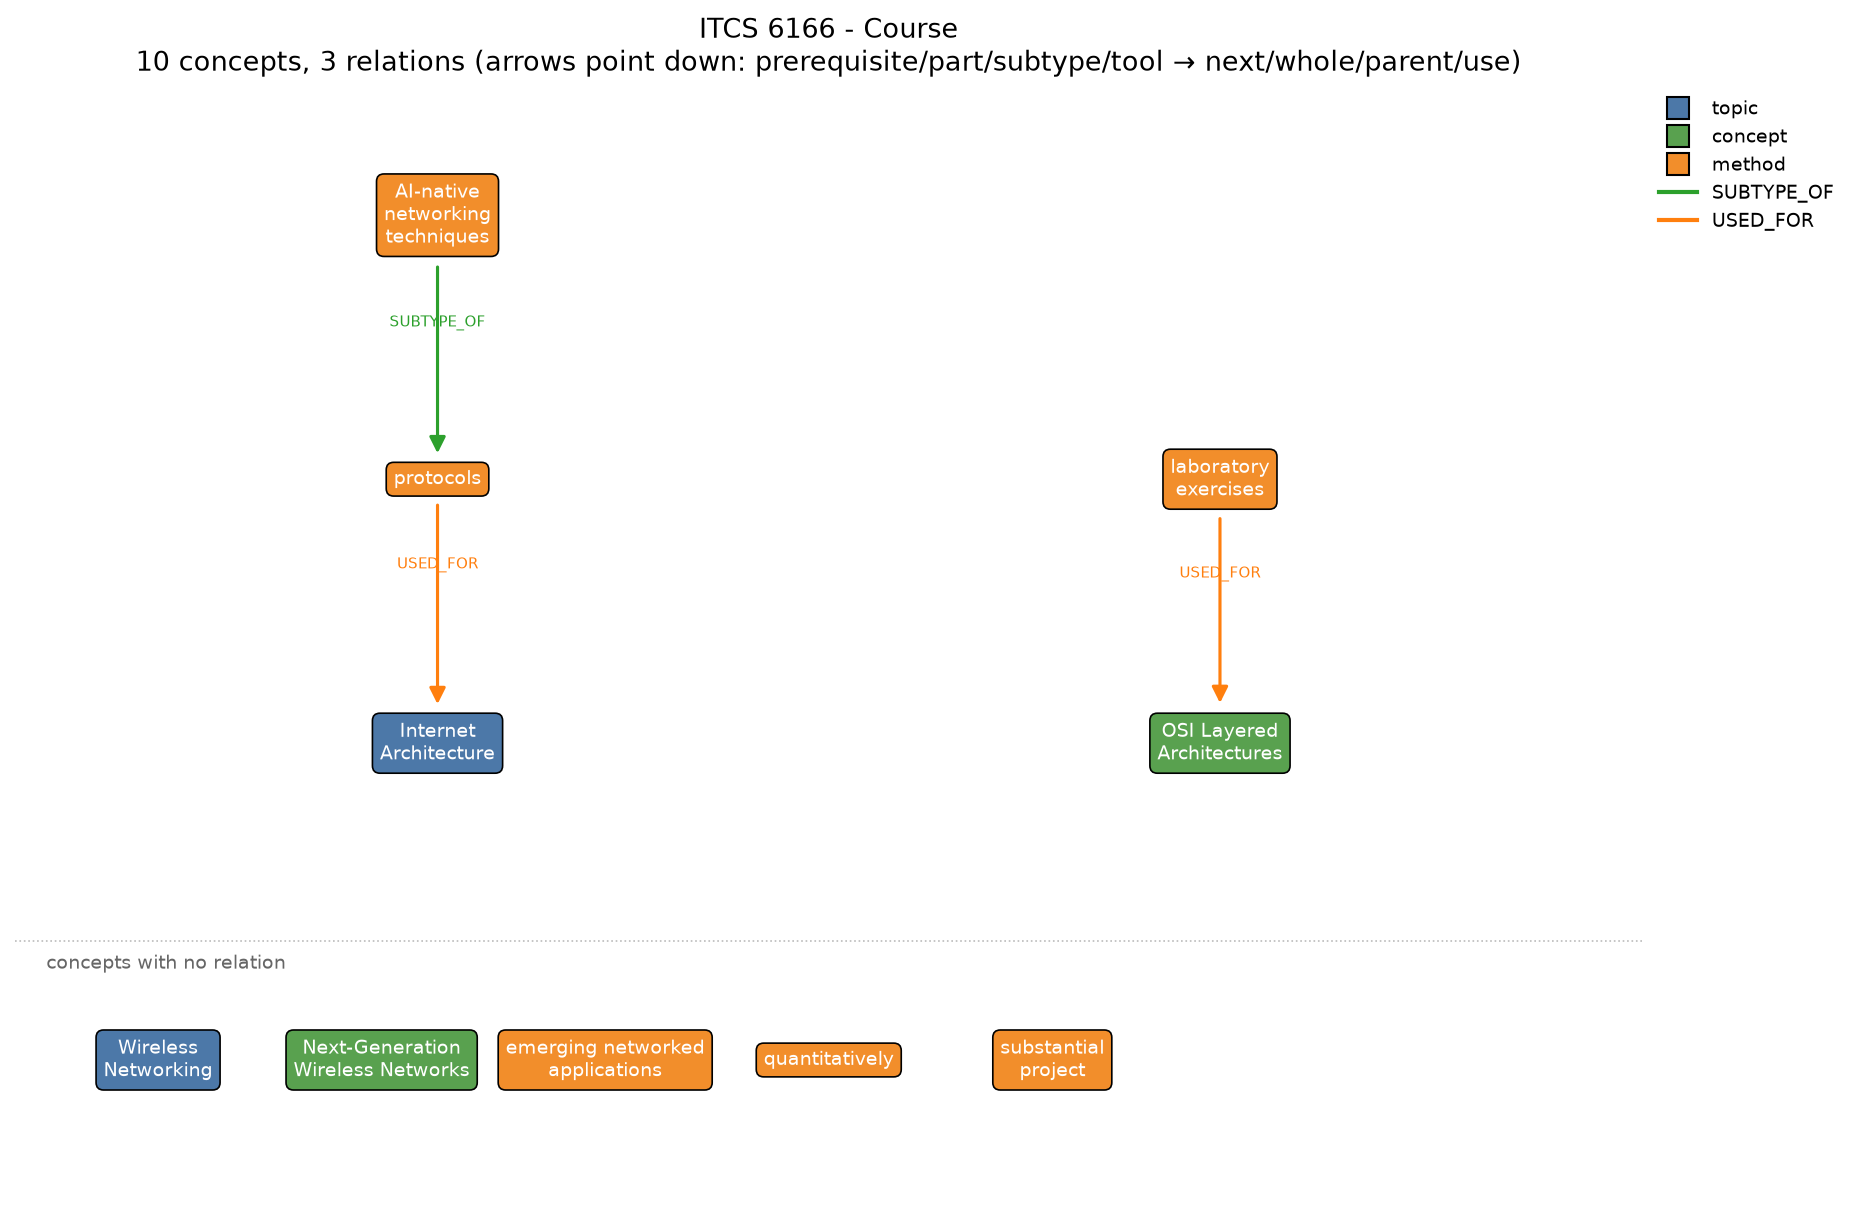 ITCS 6166 - Course
10 concepts, 3 relations (arrows point down: prerequisite/part/subtype/tool → next/whole/parent/use)
topic
concept
method
SUBTYPE_OF
USED_FOR
AI-native
networking
techniques
SUBTYPE_OF
protocols
laboratory
exercises
USED_FOR
USED_FOR
Internet
Architecture
OSI Layered
Architectures
concepts with no relation
Wireless
Networking
Next-Generation
Wireless Networks
emerging networked
applications
quantitatively
substantial
project